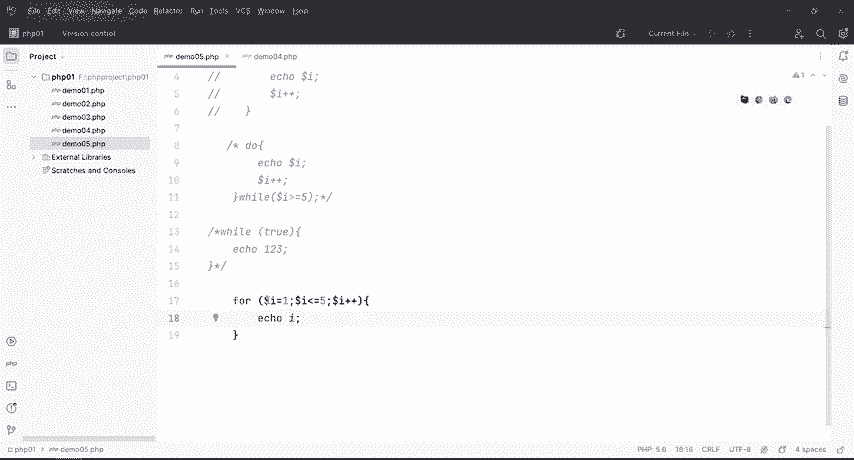 File Edit View Navigate Code Refactor Run Tools VCS Window Help
php01 Version control Current File
Project
demo05.php demo04.php
php01 F:\phpproject\php01
demo01.php
demo02.php
demo03.php
demo04.php
demo05.php
External Libraries
Scratches and Consoles
4 // echo $i;
5 // $i++;
6 // }
7
8 /* do{
9 echo $i;
10 $i++;
11 }while($i>=5);*/
12
13 /*while (true){
14 echo 123;
15 }*/
16
17 for ($i=1;$i<=5;$i++){
18 echo i;
19 }
1
php
php01 > demo05.php PHP: 5.6 18:16 CRLF UTF-8 4 spaces